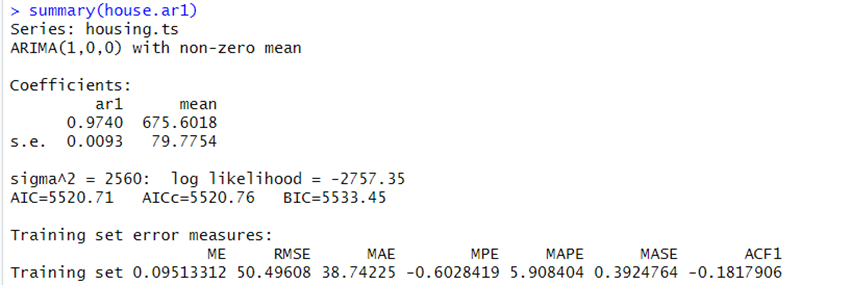 > summary(house.ar1)
Series: housing.ts
ARIMA(1,0,0) with non-zero mean
Coefficients:
ar1 mean
0.9740 675.6018
s.e. 0.0093 79.7754
sigma^2 = 2560: log likelihood = -2757.35
AIC=5520.71 AICc=5520.76 BIC=5533.45
Training set error measures:
ME RMSE MAE MPE MAPE MASE ACF1
Training set 0.09513312 50.49608 38.74225 -0.6028419 5.908404 0.3924764 -0.1817906